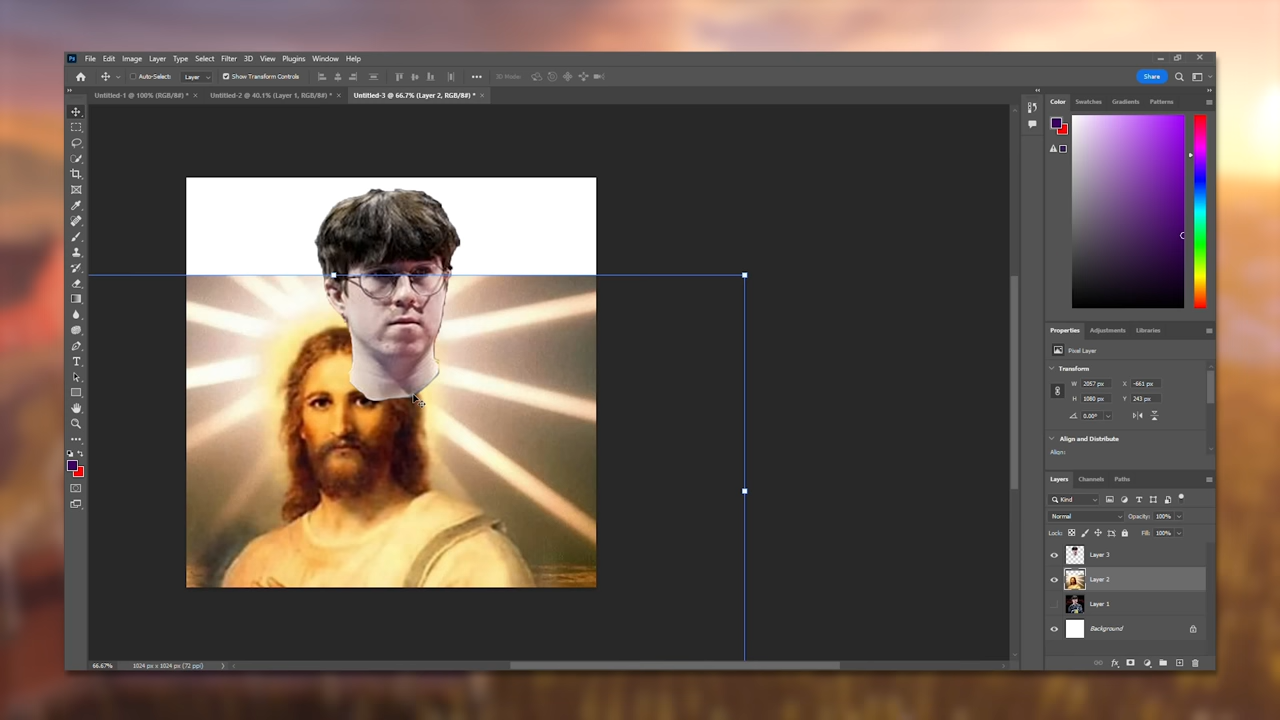 Ps File Edit Image Layer Type Select Filter 3D View Plugins Window Help
Auto-Select: Layer Show Transform Controls 3D Mode: Share
Untitled-1 @ 100% (RGB/8#) * × Untitled-2 @ 40.1% (Layer 1, RGB/8#) * × Untitled-3 @ 66.7% (Layer 2, RGB/8#) * ×
Color Swatches Gradients Patterns
Properties Adjustments Libraries
Pixel Layer
Transform
W 2057 px X -661 px
H 1080 px Y 243 px
0.00°
Align and Distribute
Align:
Layers Channels Paths
Kind
Normal Opacity: 100%
Lock: Fill: 100%
Layer 3
Layer 2
Layer 1
Background
fx
66.67% 1024 px x 1024 px (72 ppi)